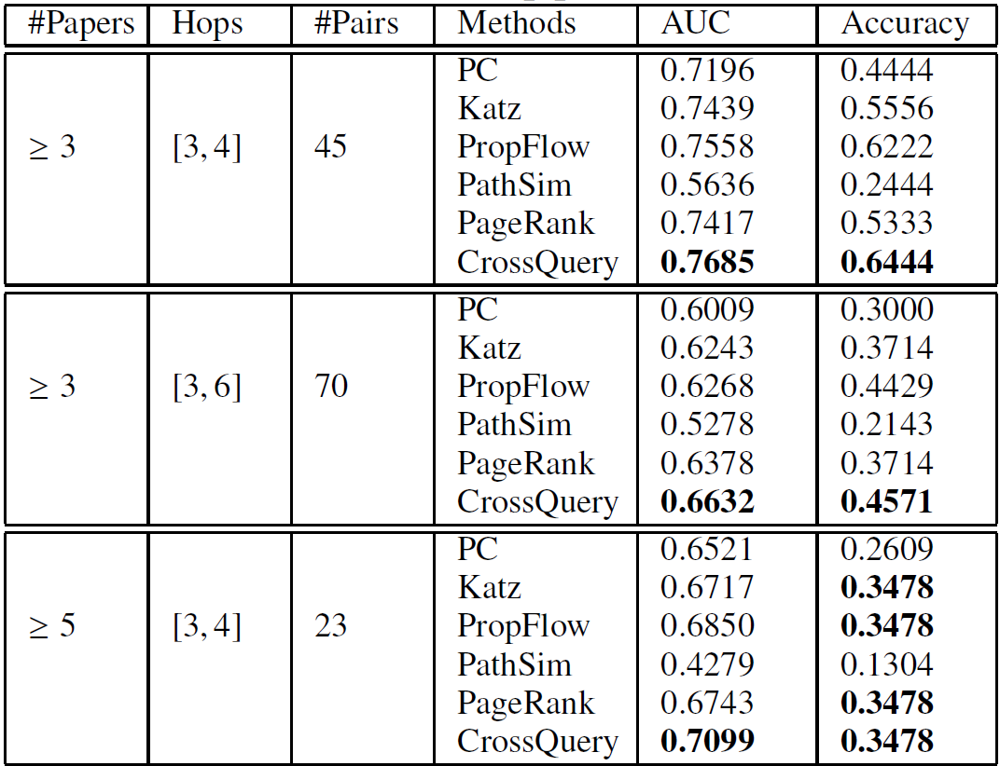 #Papers Hops #Pairs Methods AUC Accuracy
PC 0.7196 0.4444
Katz 0.7439 0.5556
≥ 3 [3, 4] 45 PropFlow 0.7558 0.6222
PathSim 0.5636 0.2444
PageRank 0.7417 0.5333
CrossQuery 0.7685 0.6444
PC 0.6009 0.3000
Katz 0.6243 0.3714
≥ 3 [3, 6] 70 PropFlow 0.6268 0.4429
PathSim 0.5278 0.2143
PageRank 0.6378 0.3714
CrossQuery 0.6632 0.4571
PC 0.6521 0.2609
Katz 0.6717 0.3478
≥ 5 [3, 4] 23 PropFlow 0.6850 0.3478
PathSim 0.4279 0.1304
PageRank 0.6743 0.3478
CrossQuery 0.7099 0.3478